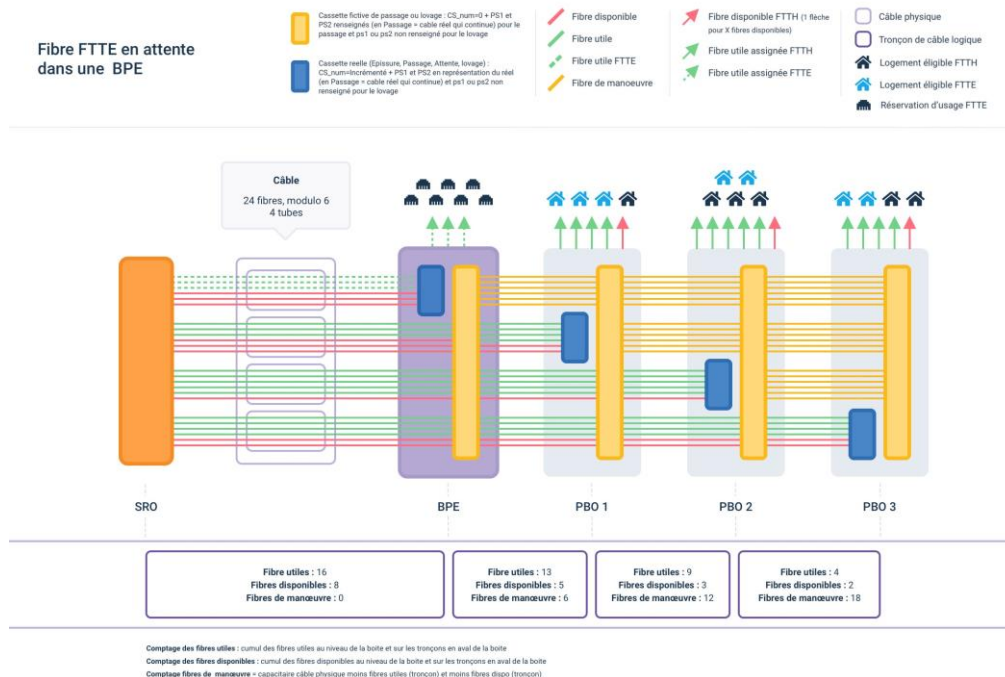 Fibre FTTE en attente
dans une BPE
Cassette fictive de passage ou lovage : CS_num=0 + PS1 et
PS2 renseignés (en Passage = cable réel qui continue) pour le
passage et ps1 ou ps2 non renseigné pour le lovage
Cassette reelle (Epissure, Passage, Attente, lovage) :
CS_num=Incrémenté + PS1 et PS2 en représentation du réel
(en Passage = cable réel qui continue) et ps1 ou ps2 non
renseigné pour le lovage
Fibre disponible
Fibre utile
Fibre utile FTTE
Fibre de manoeuvre
Fibre disponible FTTH (1 flèche
pour X fibres disponibles)
Fibre utile assignée FTTH
Fibre utile assignée FTTE
Câble physique
Tronçon de câble logique
Logement éligible FTTH
Logement éligible FTTE
Réservation d'usage FTTE
Câble
24 fibres, modulo 6
4 tubes
SRO
BPE
PBO 1
PBO 2
PBO 3
Fibre utiles : 16
Fibres disponibles : 8
Fibres de manœuvre : 0
Fibre utiles : 13
Fibres disponibles : 5
Fibres de manœuvre : 6
Fibre utiles : 9
Fibres disponibles : 3
Fibres de manœuvre : 12
Fibre utiles : 4
Fibres disponibles : 2
Fibres de manœuvre : 18
Comptage des fibres utiles : cumul des fibres utiles au niveau de la boite et sur les tronçons en aval de la boite
Comptage des fibres disponibles : cumul des fibres disponibles au niveau de la boite et sur les tronçons en aval de la boite
Comptage fibres de manœuvre = capacitaire câble physique moins fibres utiles (tronçon) et moins fibres dispo (tronçon)